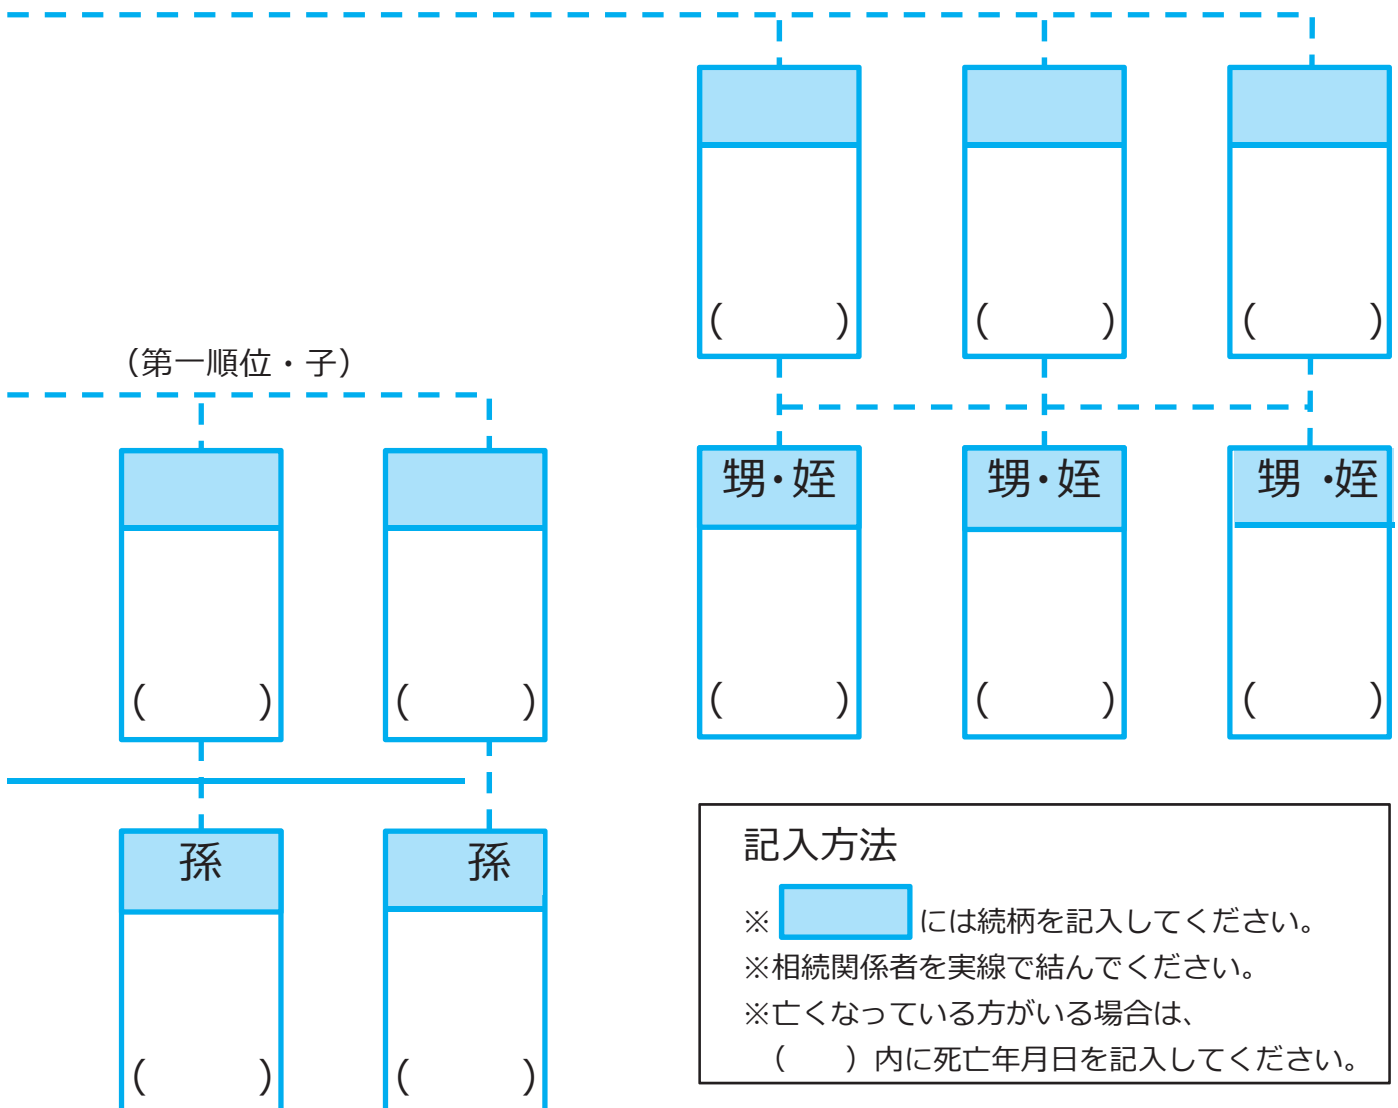 (　　　)
(　　　)
(　　　)
（第一順位・子）
甥・姪
甥・姪
甥・姪
(　　　)
(　　　)
(　　　)
(　　　)
(　　　)
孫
孫
(　　　)
(　　　)
記入方法
※　　　には続柄を記入してください。
※相続関係者を実線で結んでください。
※亡くなっている方がいる場合は、
（　　）内に死亡年月日を記入してください。